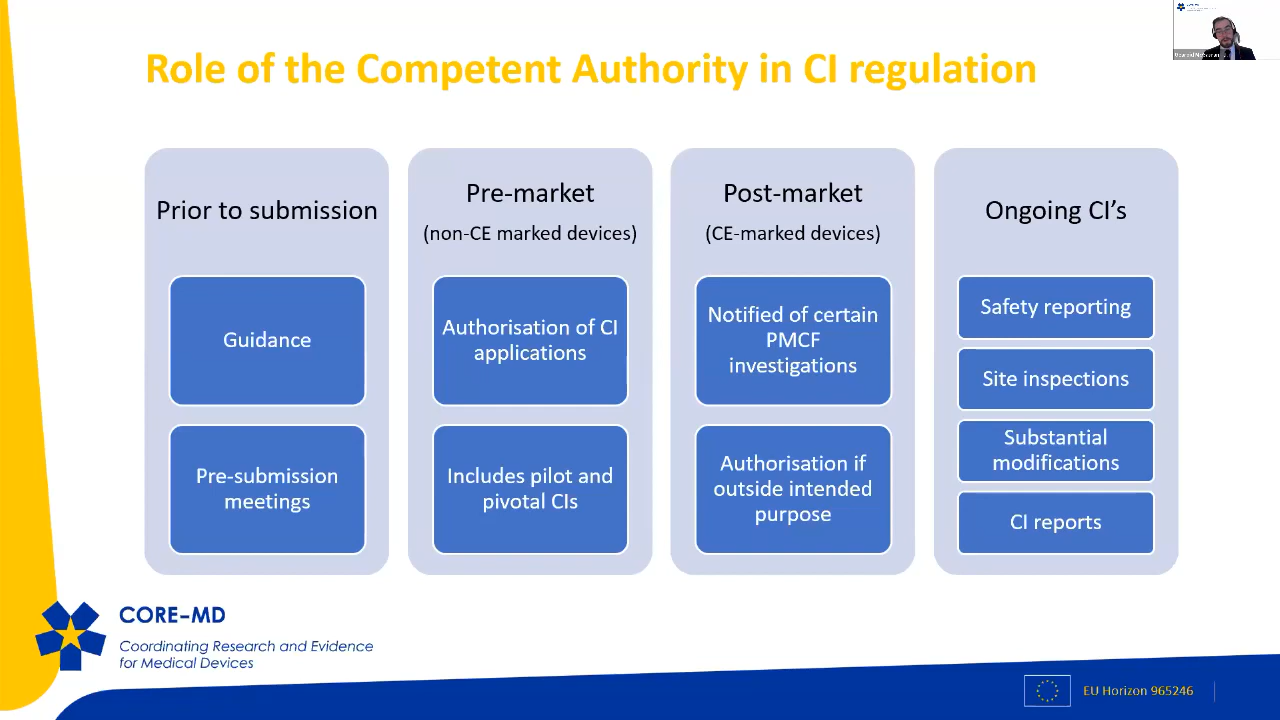 Role of the Competent Authority in CI regulation
Prior to submission
Guidance
Pre-submission
meetings
Pre-market
(non-CE marked devices)
Authorisation of CI
applications
Includes pilot and
pivotal CIs
Post-market
(CE-marked devices)
Notified of certain
PMCF
investigations
Authorisation if
outside intended
purpose
Ongoing CI's
Safety reporting
Site inspections
Substantial
modifications
CI reports
CORE–MD
Coordinating Research and Evidence
for Medical Devices
EU Horizon 965246